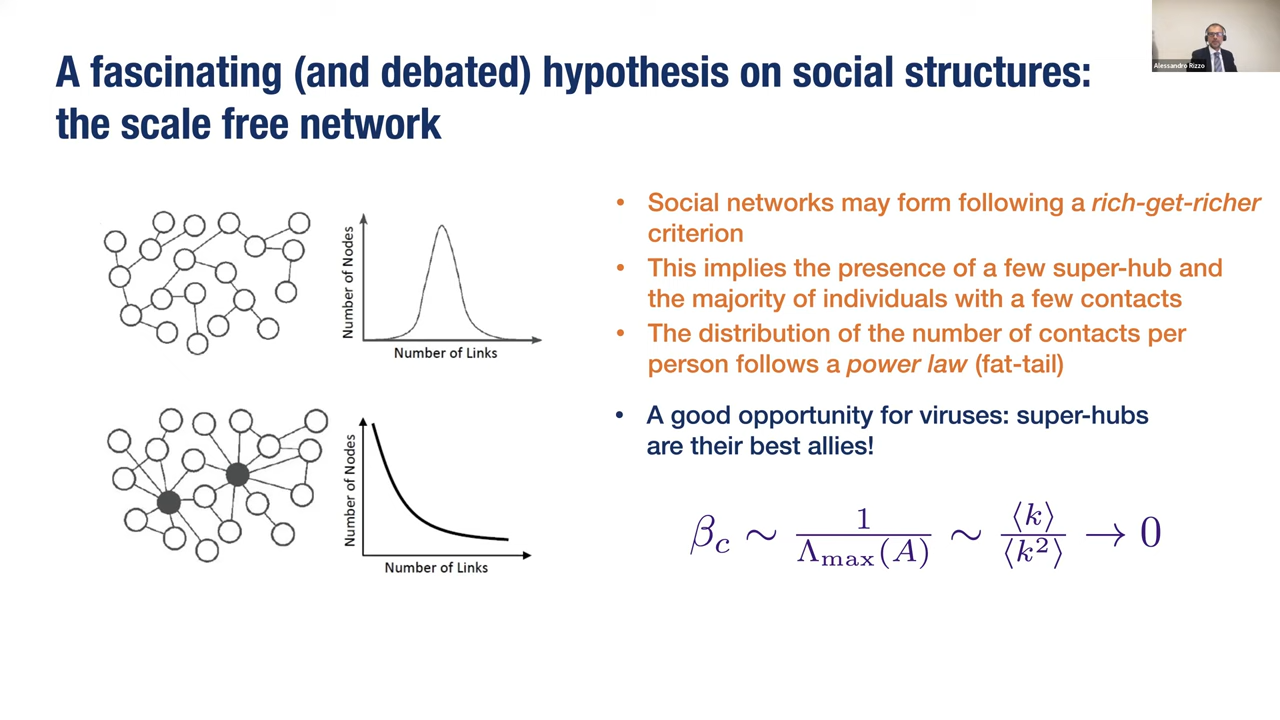 A fascinating (and debated) hypothesis on social structures:
the scale free network
Alessandro Rizzo
Number of Nodes
Number of Links
Number of Nodes
Number of Links
• Social networks may form following a rich-get-richer
criterion
• This implies the presence of a few super-hub and
the majority of individuals with a few contacts
• The distribution of the number of contacts per
person follows a power law (fat-tail)
• A good opportunity for viruses: super-hubs
are their best allies!
β_c ∼ 1 / Λ_max(A) ∼ ⟨k⟩ / ⟨k²⟩ → 0